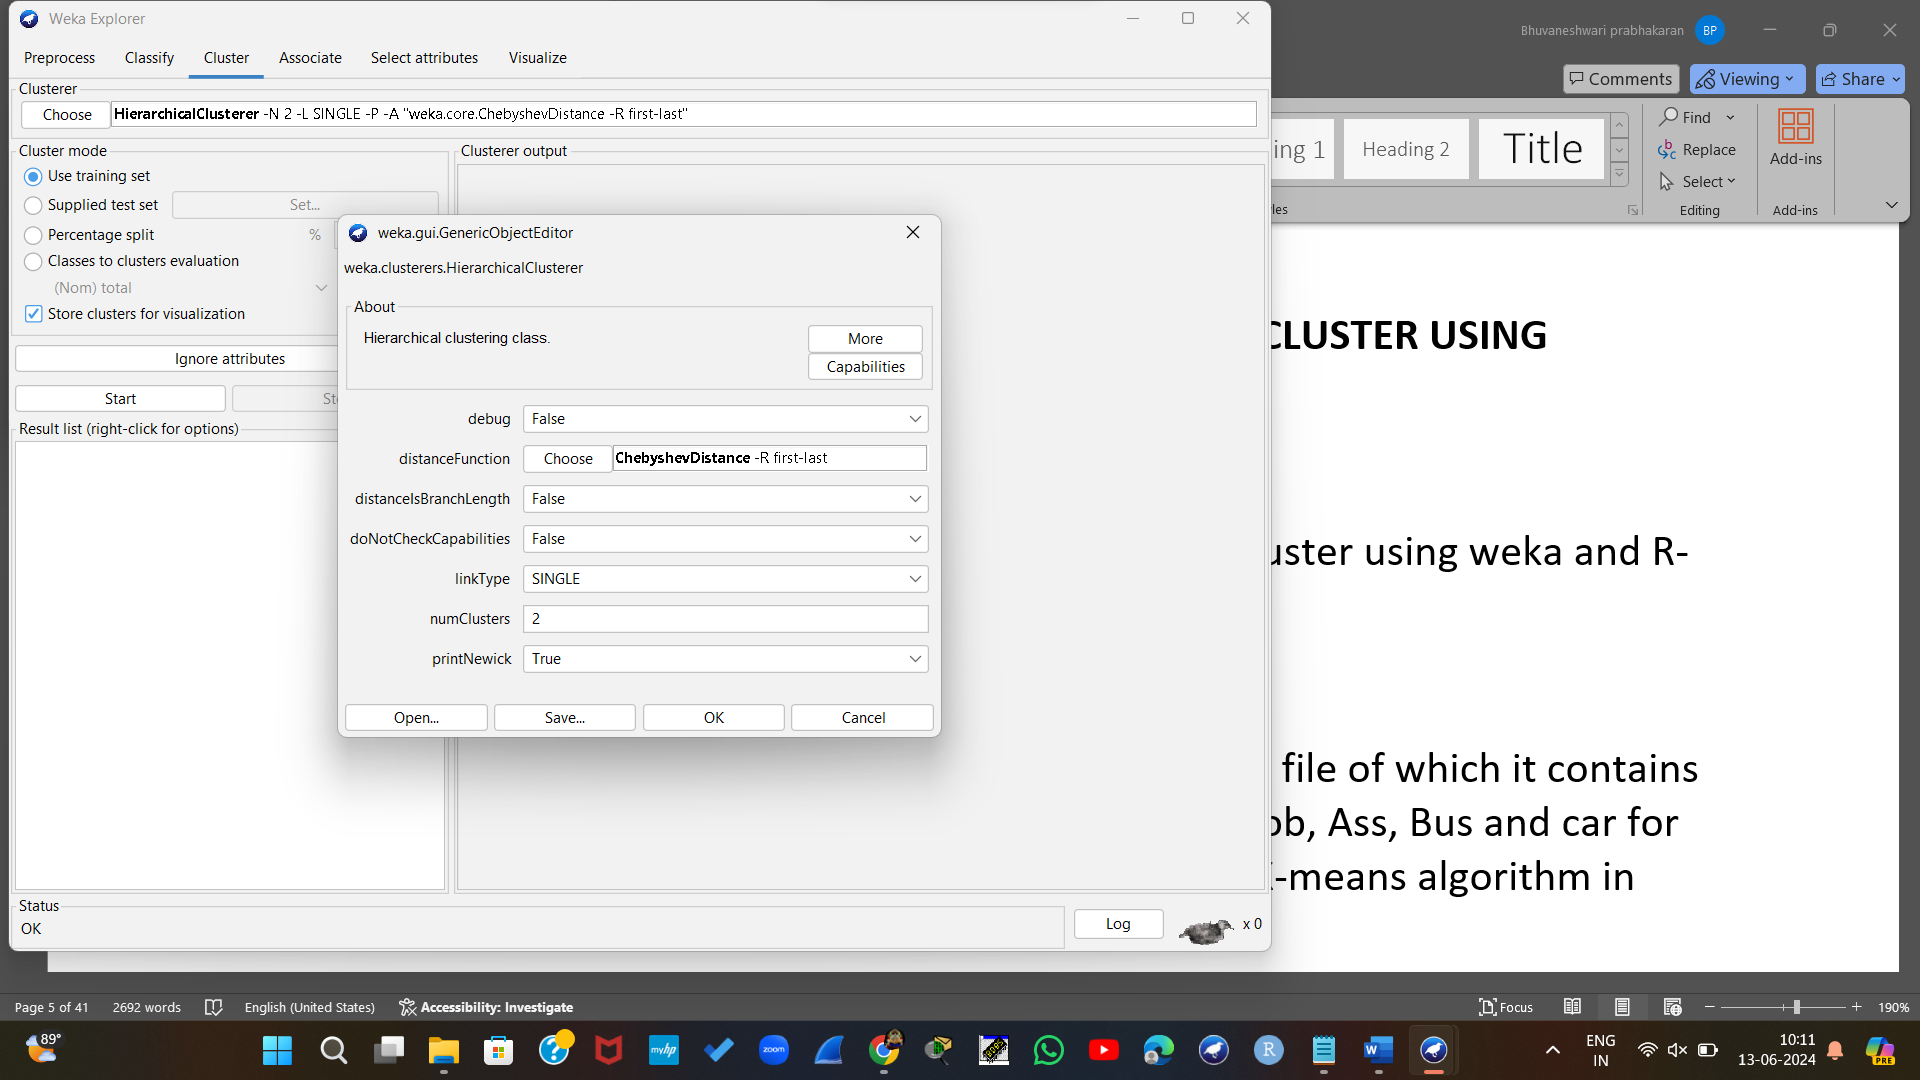 Weka Explorer
Preprocess Classify Cluster Associate Select attributes Visualize
Clusterer
Choose HierarchicalClusterer -N 2 -L SINGLE -P -A "weka.core.ChebyshevDistance -R first-last"
Cluster mode
Use training set
Supplied test set Set...
Percentage split %
Classes to clusters evaluation
(Nom) total
Store clusters for visualization
Ignore attributes
Start
Result list (right-click for options)
Clusterer output
weka.gui.GenericObjectEditor
weka.clusterers.HierarchicalClusterer
About
Hierarchical clustering class.
More
Capabilities
debug False
distanceFunction Choose ChebyshevDistance -R first-last
distanceIsBranchLength False
doNotCheckCapabilities False
linkType SINGLE
numClusters 2
printNewick True
Open... Save... OK Cancel
Status
OK
Log x 0
Bhuvaneshwari prabhakaran BP
Comments Viewing Share
ing 1 Heading 2 Title
Find
Replace
Select
Editing
Add-ins
Add-ins
les
CLUSTER USING
uster using weka and R-
file of which it contains
ob, Ass, Bus and car for
K-means algorithm in
Page 5 of 41 2692 words English (United States) Accessibility: Investigate Focus 190%
89°
myhp
zoom
R
W
ENG
IN
10:11
13-06-2024
PRE